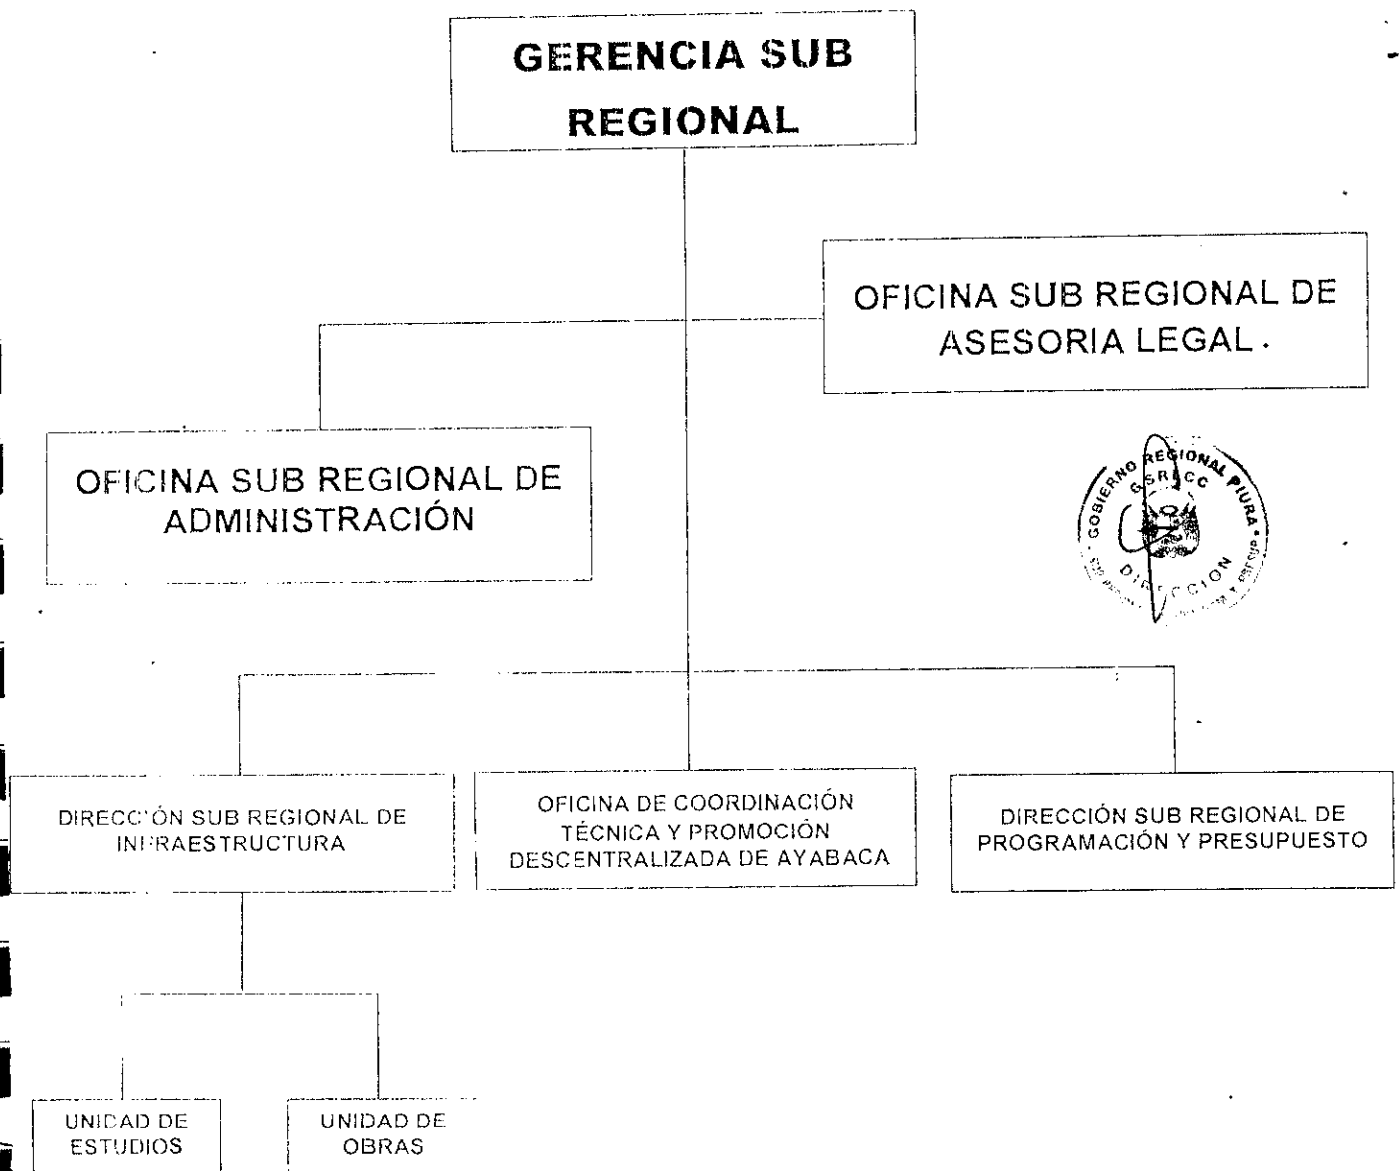 GERENCIA SUB
REGIONAL
OFICINA SUB REGIONAL DE
ASESORIA LEGAL.
OFICINA SUB REGIONAL DE
ADMINISTRACIÓN
GOBIERNO REGIONAL PIURA
GSRLCC
DIRECCION
DIRECCIÓN SUB REGIONAL DE
INFRAESTRUCTURA
OFICINA DE COORDINACIÓN
TÉCNICA Y PROMOCIÓN
DESCENTRALIZADA DE AYABACA
DIRECCIÓN SUB REGIONAL DE
PROGRAMACIÓN Y PRESUPUESTO
UNIDAD DE
ESTUDIOS
UNIDAD DE
OBRAS